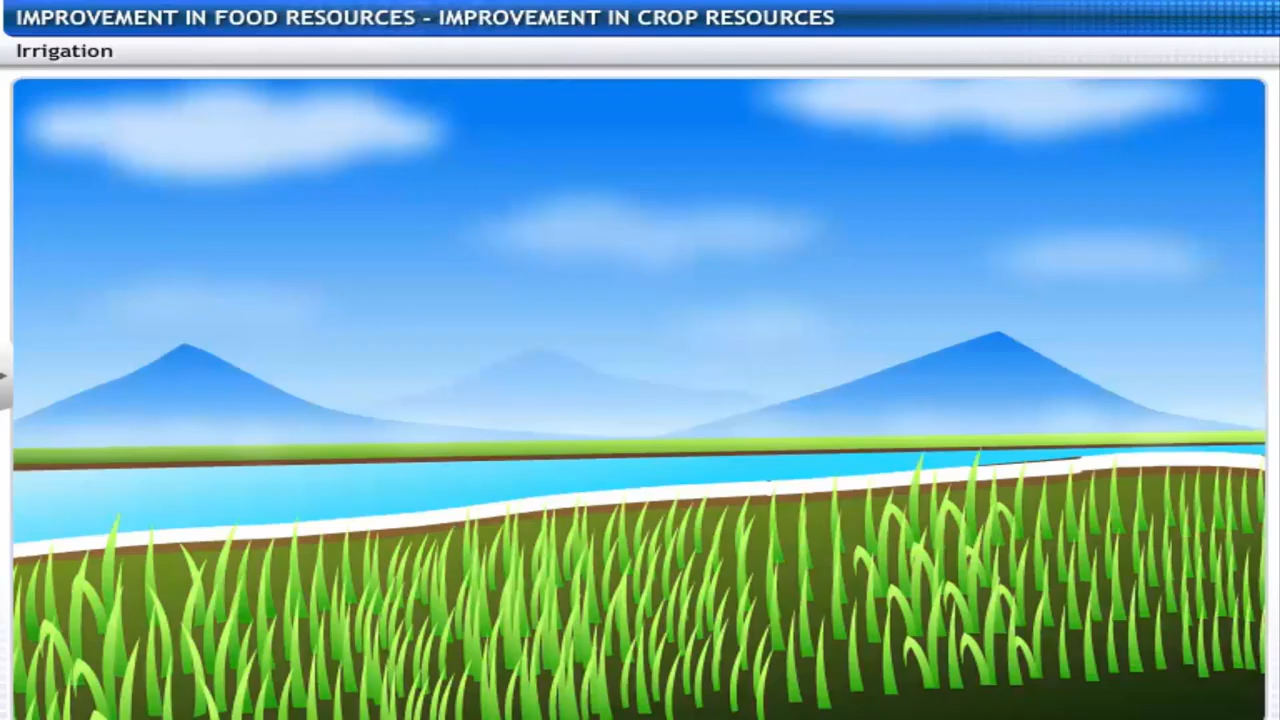 IMPROVEMENT IN FOOD RESOURCES - IMPROVEMENT IN CROP RESOURCES
Irrigation